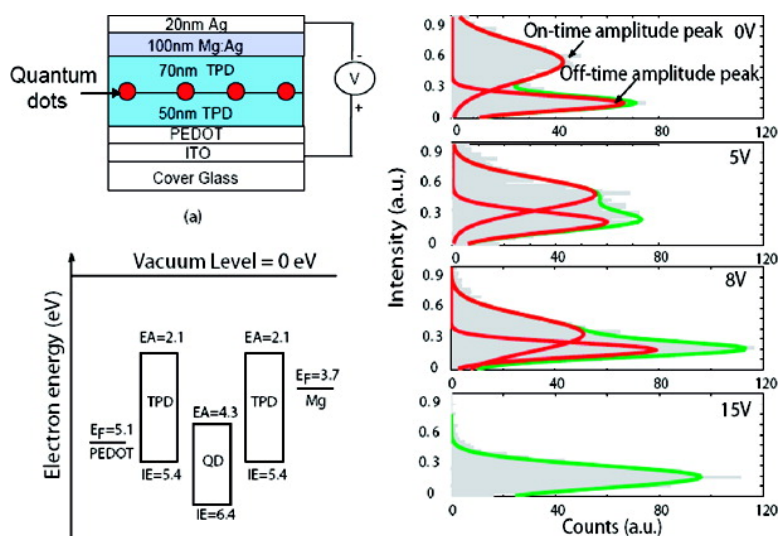 20nm Ag
100nm Mg:Ag
70nm TPD
50nm TPD
PEDOT
ITO
Cover Glass
Quantum
dots
-
V
+
(a)
Vacuum Level = 0 eV
Electron energy (eV)
EA=2.1
EA=2.1
TPD
TPD
EF=3.7
Mg
EA=4.3
EF=5.1
PEDOT
QD
IE=5.4
IE=5.4
IE=6.4
Intensity (a.u.)
On-time amplitude peak
0V
Off-time amplitude peak
0.9
0.6
0.3
0
0 40 80 120
5V
0.9
0.6
0.3
0
0 40 80 120
8V
0.9
0.6
0.3
0
0 40 80 120
15V
0.9
0.6
0.3
0
0 40 80 120
Counts (a.u.)